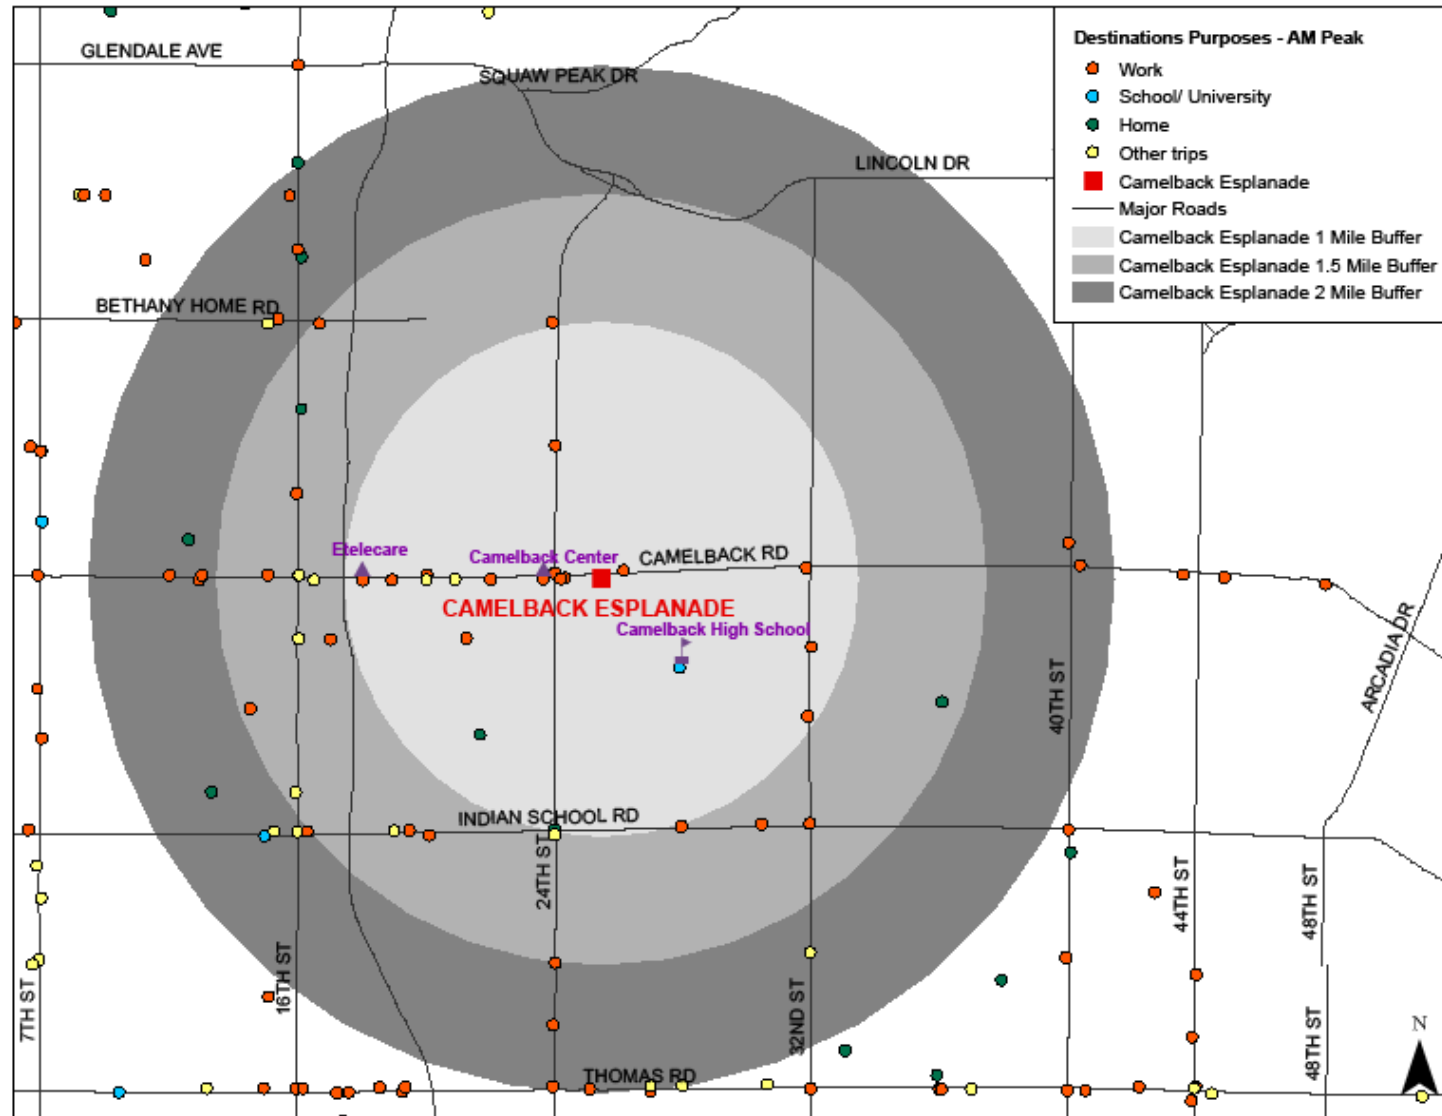 GLENDALE AVE
SQUAW PEAK DR
LINCOLN DR
Destinations Purposes - AM Peak
Work
School/ University
Home
Other trips
Camelback Esplanade
Major Roads
Camelback Esplanade 1 Mile Buffer
Camelback Esplanade 1.5 Mile Buffer
Camelback Esplanade 2 Mile Buffer
BETHANY HOME RD
Etelecare
Camelback Center
CAMELBACK RD
CAMELBACK ESPLANADE
Camelback High School
40TH ST
ARCADIA DR
INDIAN SCHOOL RD
24TH ST
44TH ST
48TH ST
7TH ST
16TH ST
32ND ST
48TH ST
THOMAS RD
N